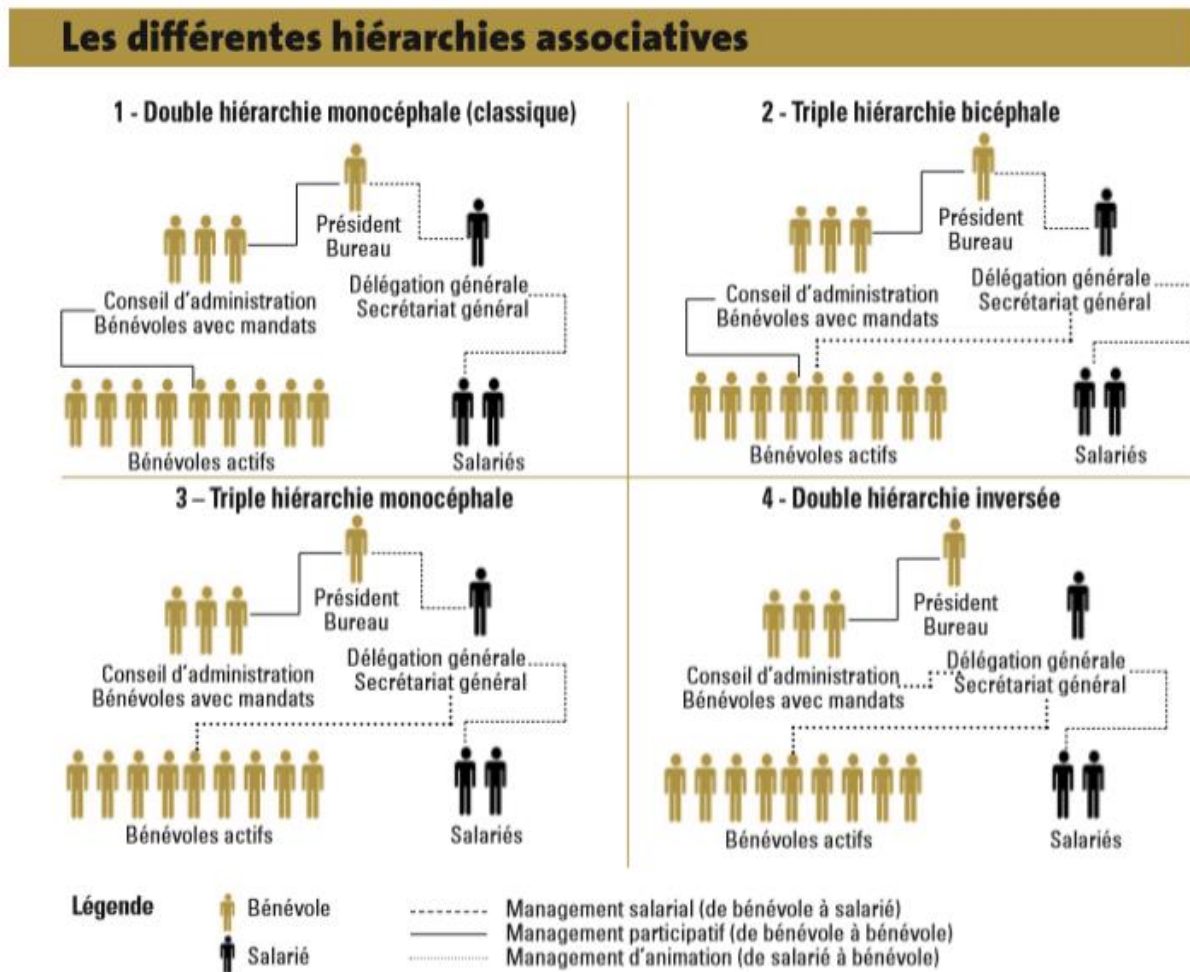 Les différentes hiérarchies associatives
1 - Double hiérarchie monocéphale (classique)
Président
Bureau
Conseil d'administration
Bénévoles avec mandats
Délégation générale
Secrétariat général
Bénévoles actifs
Salariés
2 - Triple hiérarchie bicéphale
Président
Bureau
Conseil d'administration
Bénévoles avec mandats
Délégation générale
Secrétariat général
Bénévoles actifs
Salariés
3 – Triple hiérarchie monocéphale
Président
Bureau
Conseil d'administration
Bénévoles avec mandats
Délégation générale
Secrétariat général
Bénévoles actifs
Salariés
4 - Double hiérarchie inversée
Président
Bureau
Conseil d'administration
Bénévoles avec mandats
Délégation générale
Secrétariat général
Bénévoles actifs
Salariés
Légende
Bénévole
Salarié
Management salarial (de bénévole à salarié)
Management participatif (de bénévole à bénévole)
Management d'animation (de salarié à bénévole)